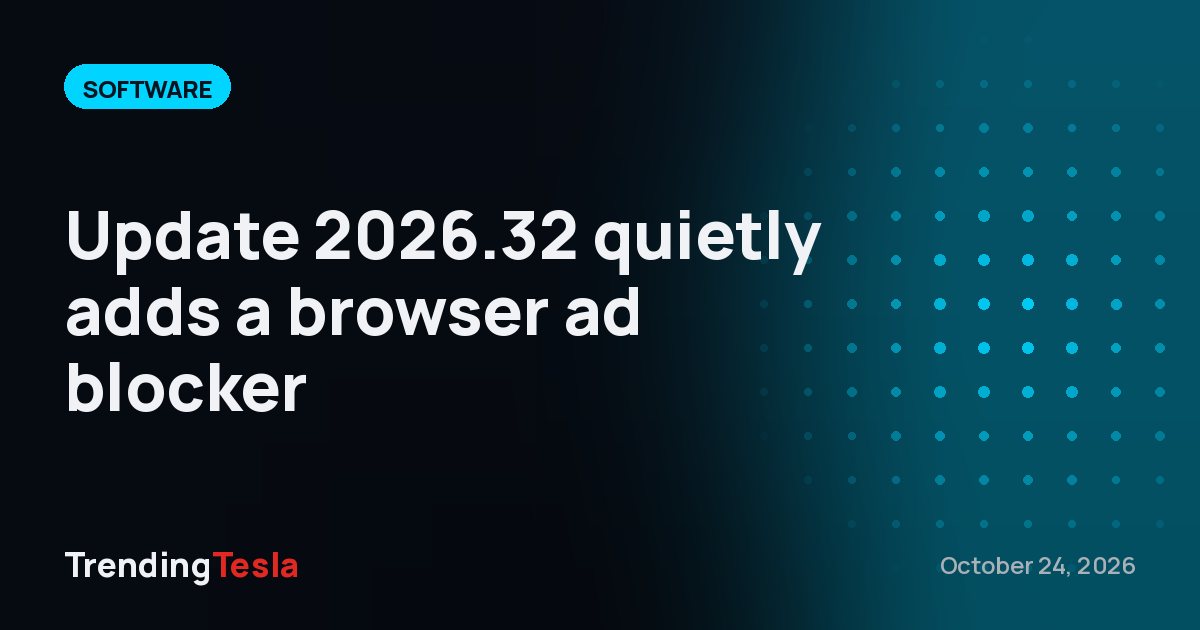 SOFTWARE
Update 2026.32 quietly
adds a browser ad
blocker
TrendingTesla
October 24, 2026